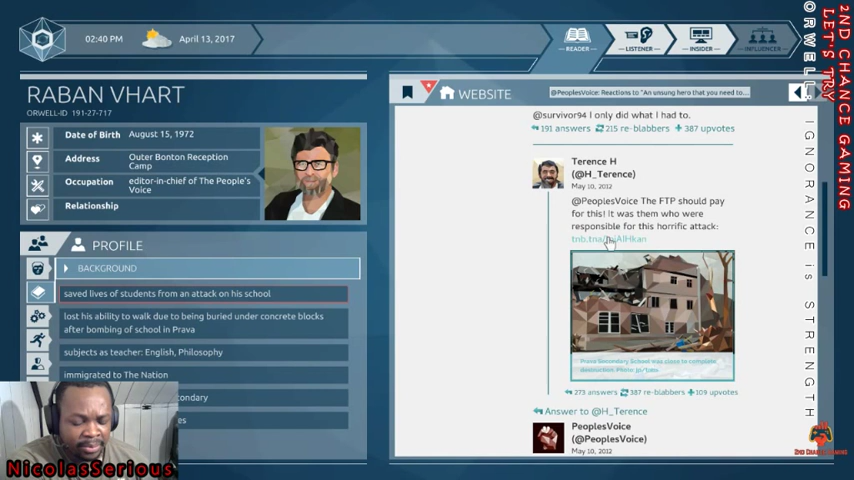 02:40 PM
April 13, 2017
READER
LISTENER
INSIDER
INFLUENCER
RABAN VHART
ORWELL-ID 191-27-717
Date of Birth August 15, 1972
Address Outer Bonton Reception
Camp
Occupation editor-in-chief of The People's
Voice
Relationship
PROFILE
BACKGROUND
saved lives of students from an attack on his school
lost his ability to walk due to being buried under concrete blocks
after bombing of school in Prava
subjects as teacher: English, Philosophy
immigrated to The Nation
condary
es
NicolasSerious
WEBSITE
@PeoplesVoice: Reactions to "An unsung hero that you need to...
@survivor94 I only did what I had to.
191 answers 215 re-blabbers 387 upvotes
Terence H
(@H_Terence)
May 10, 2012
@PeoplesVoice The FTP should pay
for this! It was them who were
responsible for this horrific attack:
Prava Secondary School was close to complete
destruction.
273 answers 387 re-blabbers 109 upvotes
Answer to @H_Terence
PeoplesVoice
(@PeoplesVoice)
May 10, 2012
ORWELL: IGNORANCE is STRENGTH
2ND CHANCE GAMING
LET'S TRY